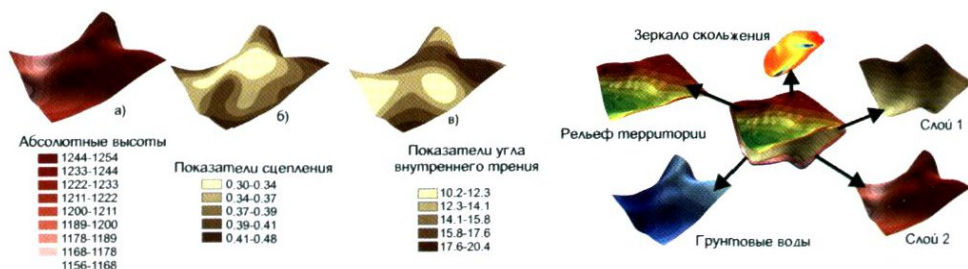 а)
б)
в)
Абсолютные высоты
1244-1254
1233-1244
1222-1233
1211-1222
1200-1211
1189-1200
1178-1189
1168-1178
1156-1168
Показатели сцепления
0.30-0.34
0.34-0.37
0.37-0.39
0.39-0.41
0.41-0.48
Показатели угла
внутреннего трения
10.2-12.3
12.3-14.1
14.1-15.8
15.8-17.6
17.6-20.4
Зеркало скольжения
Рельеф территории
Слой 1
Грунтовые воды
Слой 2